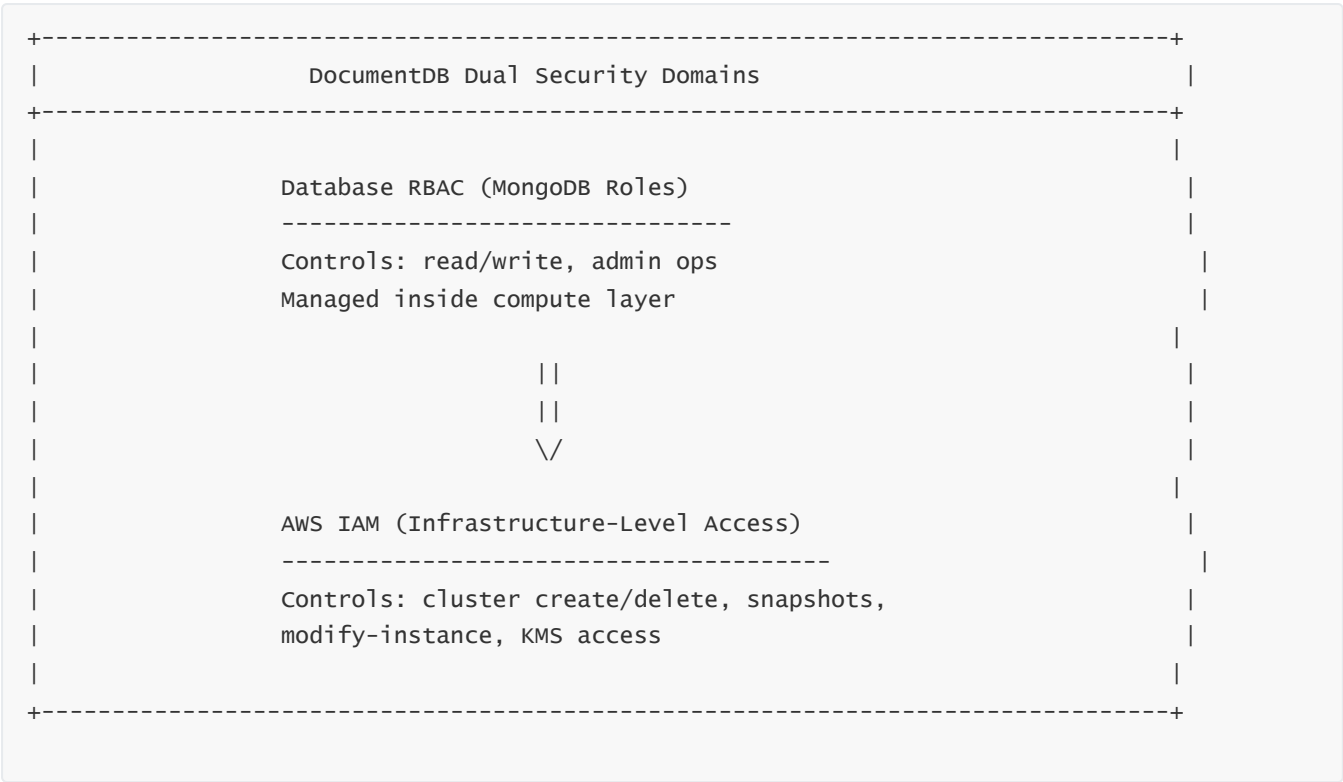 +--------------------------------------------------------------------------------+
| DocumentDB Dual Security Domains |
+--------------------------------------------------------------------------------+
| |
| Database RBAC (MongoDB Roles) |
| -------------------------------- |
| Controls: read/write, admin ops |
| Managed inside compute layer |
| |
| || |
| || |
| \/ |
| |
| AWS IAM (Infrastructure-Level Access) |
| --------------------------------------- |
| Controls: cluster create/delete, snapshots, |
| modify-instance, KMS access |
| |
+--------------------------------------------------------------------------------+